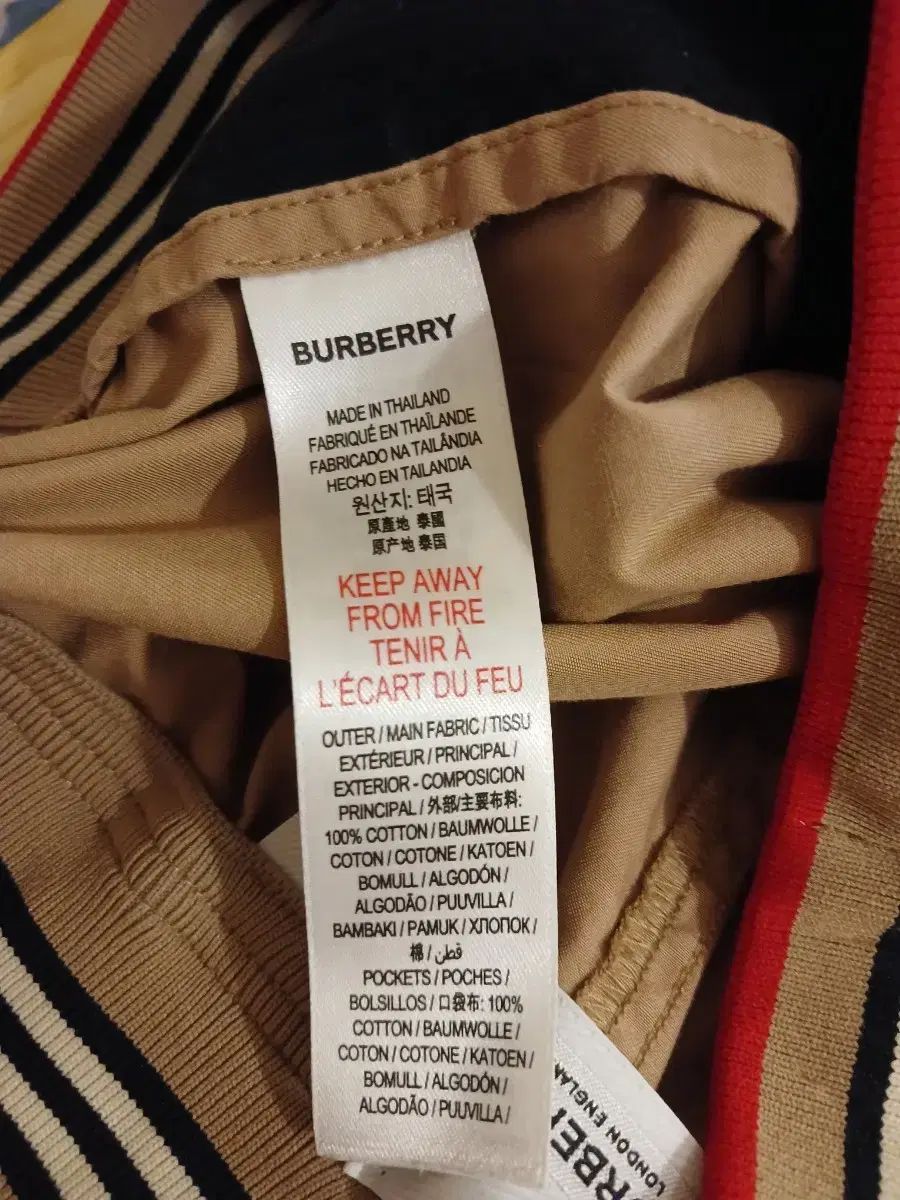 BURBERRY
MADE IN THAILAND
FABRIQUÉ EN THAÏLANDE
FABRICADO NA TAILÂNDIA
HECHO EN TAILANDIA
원산지: 태국
原產地 泰國
原产地 泰国
KEEP AWAY
FROM FIRE
TENIR À
L'ÉCART DU FEU
OUTER / MAIN FABRIC / TISSU
EXTÉRIEUR / PRINCIPAL /
EXTERIOR - COMPOSICION
PRINCIPAL / 外部/主要布料:
100% COTTON / BAUMWOLLE /
COTON / COTONE / KATOEN /
BOMULL / ALGODÓN /
ALGODÃO / PUUVILLA /
BAMBAKI / PAMUK / ХЛОПОК /
棉 / قطن /
POCKETS / POCHES /
BOLSILLOS / 口袋布: 100%
COTTON / BAUMWOLLE /
COTON / COTONE / KATOEN /
BOMULL / ALGODÓN /
ALGODÃO / PUUVILLA /
LONDON